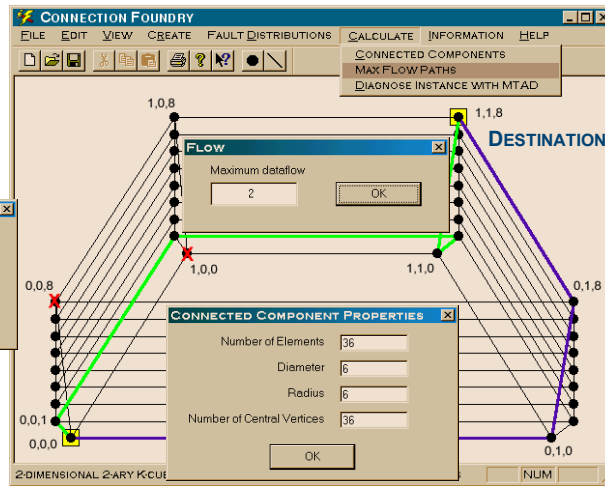 CONNECTION FOUNDRY
FILE EDIT VIEW CREATE FAULT DISTRIBUTIONS CALCULATE INFORMATION HELP
CONNECTED COMPONENTS
MAX FLOW PATHS
DIAGNOSE INSTANCE WITH MTAD
1,0,8
1,1,8
DESTINATION
FLOW
Maximum dataflow
2
OK
1,0,0
1,1,0
0,0,8
0,1,8
CONNECTED COMPONENT PROPERTIES
Number of Elements 36
Diameter 6
Radius 6
Number of Central Vertices 36
OK
0,0,1
0,0,0
0,1,0
2-DIMENSIONAL 2-ARY K-CUB
NUM